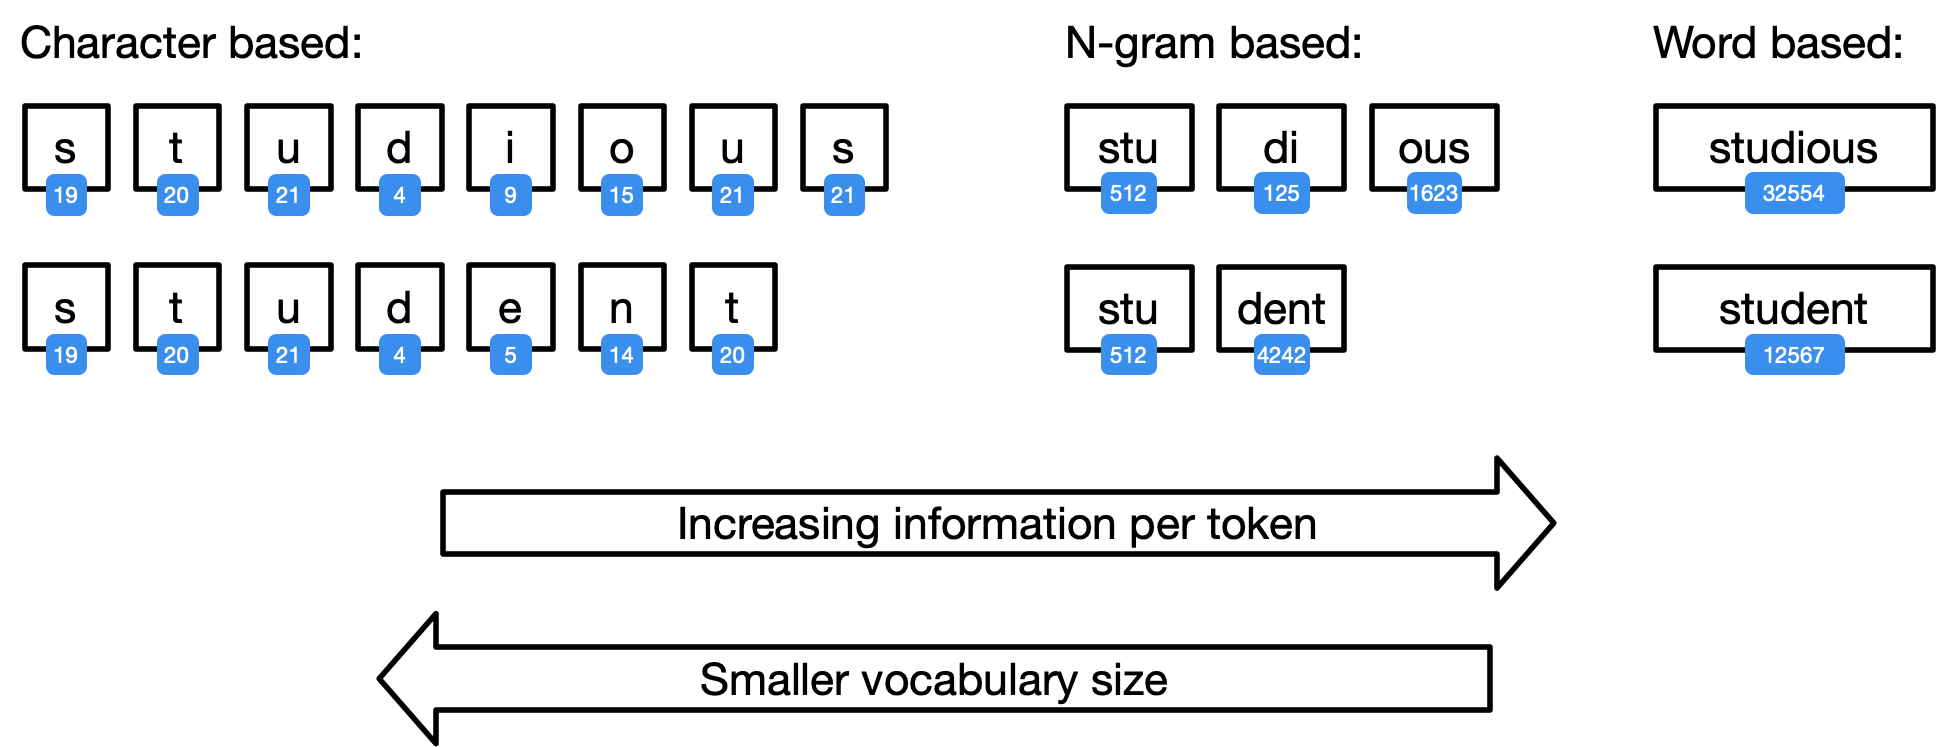 Character based:
N-gram based:
Word based:
s t u d i o u s
19 20 21 4 9 15 21 21
stu di ous
512 125 1623
studious
32554
s t u d e n t
19 20 21 4 5 14 20
stu dent
512 4242
student
12567
Increasing information per token
Smaller vocabulary size